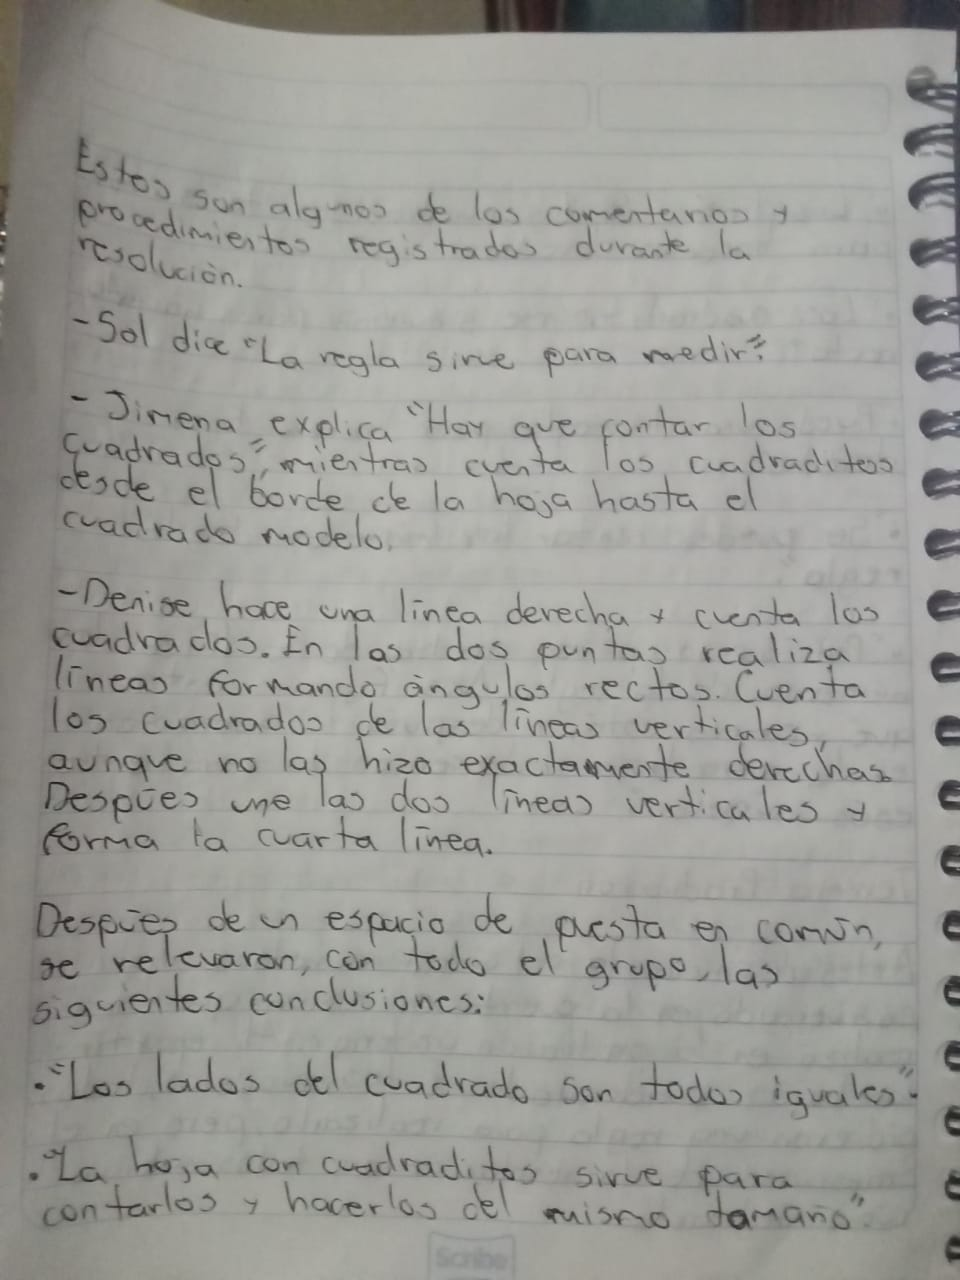 Estos son algunos de los comentarios y
procedimientos registrados durante la
resolución.
-Sol dice "La regla sirve para medir".
- Jimena explica "Hay que contar los
cuadrados", mientras cuenta los cuadraditos
desde el borde de la hoja hasta el
cuadrado modelo.
-Denise hace una línea derecha y cuenta los
cuadrados. En las dos puntas realiza
líneas formando ángulos rectos. Cuenta
los cuadrados de las líneas verticales,
aunque no las hizo exactamente derechas.
Despúes une las dos líneas verticales y
forma la cuarta línea.
Despúes de un espacio de puesta en común,
se relevaron, con todo el grupo, las
siguientes conclusiones:
• "Los lados del cuadrado son todos iguales".
• "La hoja con cuadraditos sirve para
contarlos y hacerlos del mismo tamaño".
Scribe